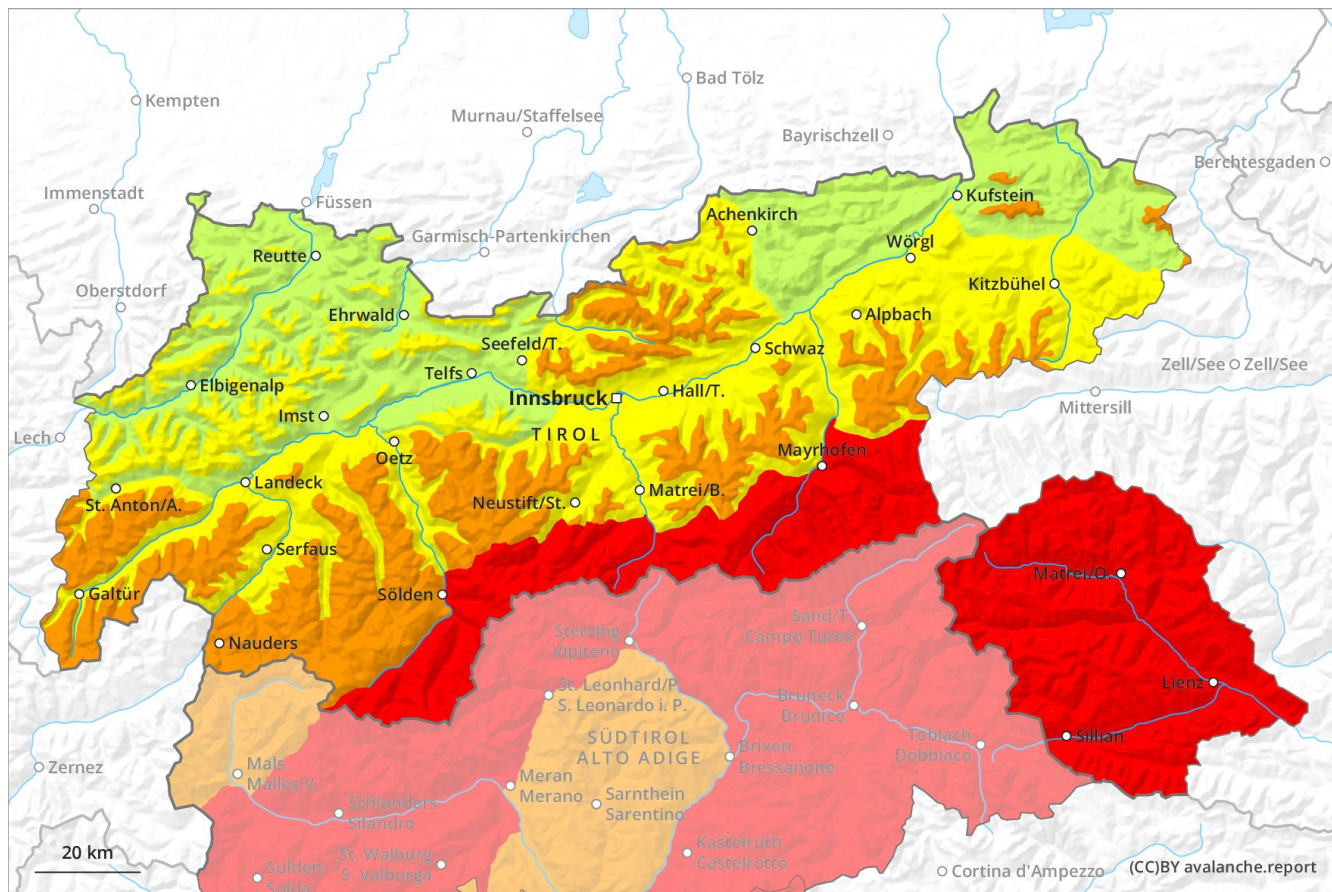 Kempten
Bad Tölz
Murnau/Staffelsee
Bayrischzell
Berchtesgaden
Immenstadt
Füssen
Kufstein
Achenkirch
Garmisch-Partenkirchen
Wörgl
Reutte
Kitzbühel
Oberstdorf
Ehrwald
Alpbach
Seefeld/T.
Schwaz
Zell/See
Zell/See
Telfs
Elbigenalp
Hall/T.
Innsbruck
Mittersill
Imst
TIROL
Lech
Mayrhofen
Oetz
Landeck
Matrei/B.
St. Anton/A.
Neustift/St.
Serfaus
Matrei/O.
Galtür
Sölden
Sand/T.
Campo Tures
Sterzing
Vipiteno
Nauders
Lienz
St. Leonhard/P.
S. Leonardo i. P.
Bruneck
Brunico
SÜDTIROL
ALTO ADIGE
Toblach
Dobbiaco
Sillian
Brixen
Bressanone
Zernez
Mals
Málles V.
Meran
Merano
Sarnthein
Sarentino
Schlanders
Silandro
Kastelruth
Castelrotto
20 km
St. Walburg
S. Valburga
Sulden
Solda
Cortina d'Ampezzo
(CC)BY avalanche.report